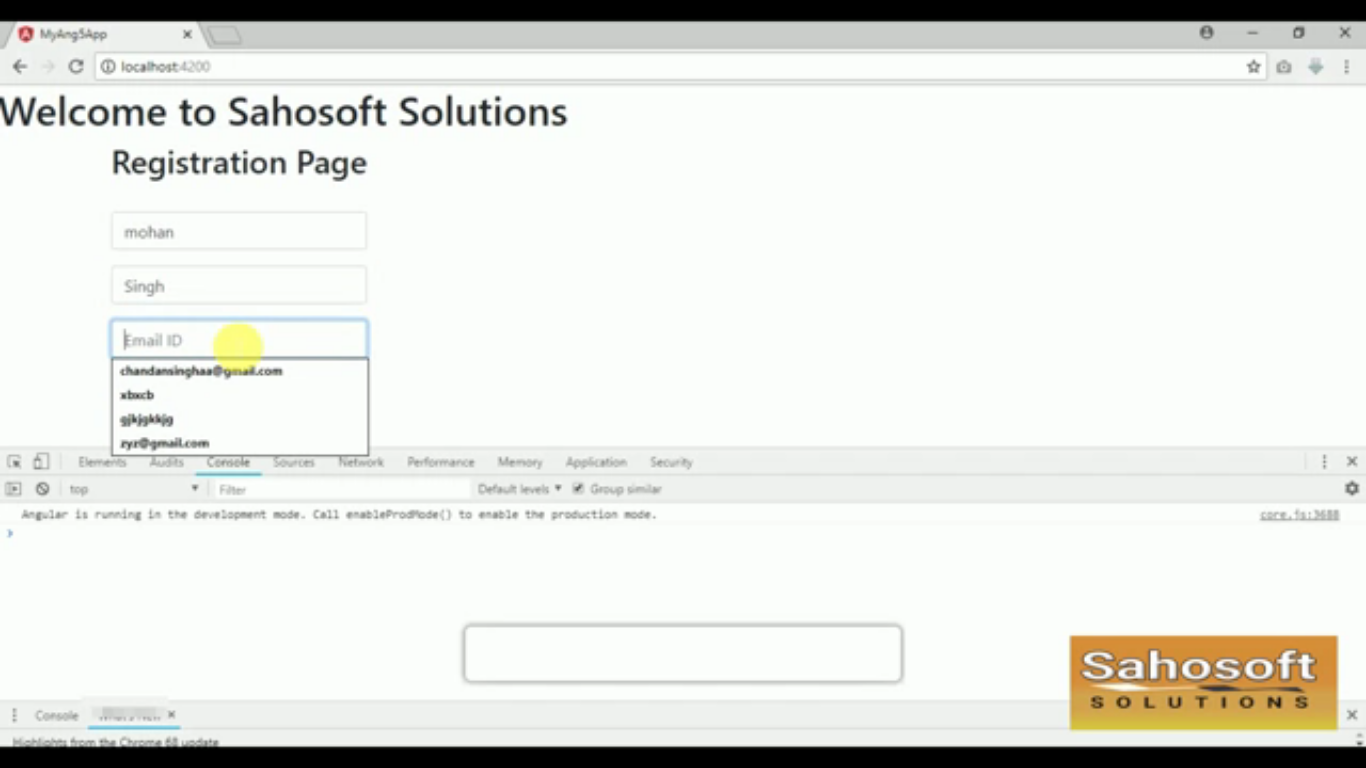 MyAng5App
localhost:4200
Welcome to Sahosoft Solutions
Registration Page
mohan
Singh
Email ID
chandansinghaa@gmail.com
xbxcb
gjkjgkkjg
zyz@gmail.com
Elements Audits Console Sources Network Performance Memory Application Security
top Filter Default levels Group similar
Angular is running in the development mode. Call enableProdMode() to enable the production mode. core.js:3688
Sahosoft
SOLUTIONS
Console What's New
Highlights from the Chrome 68 update